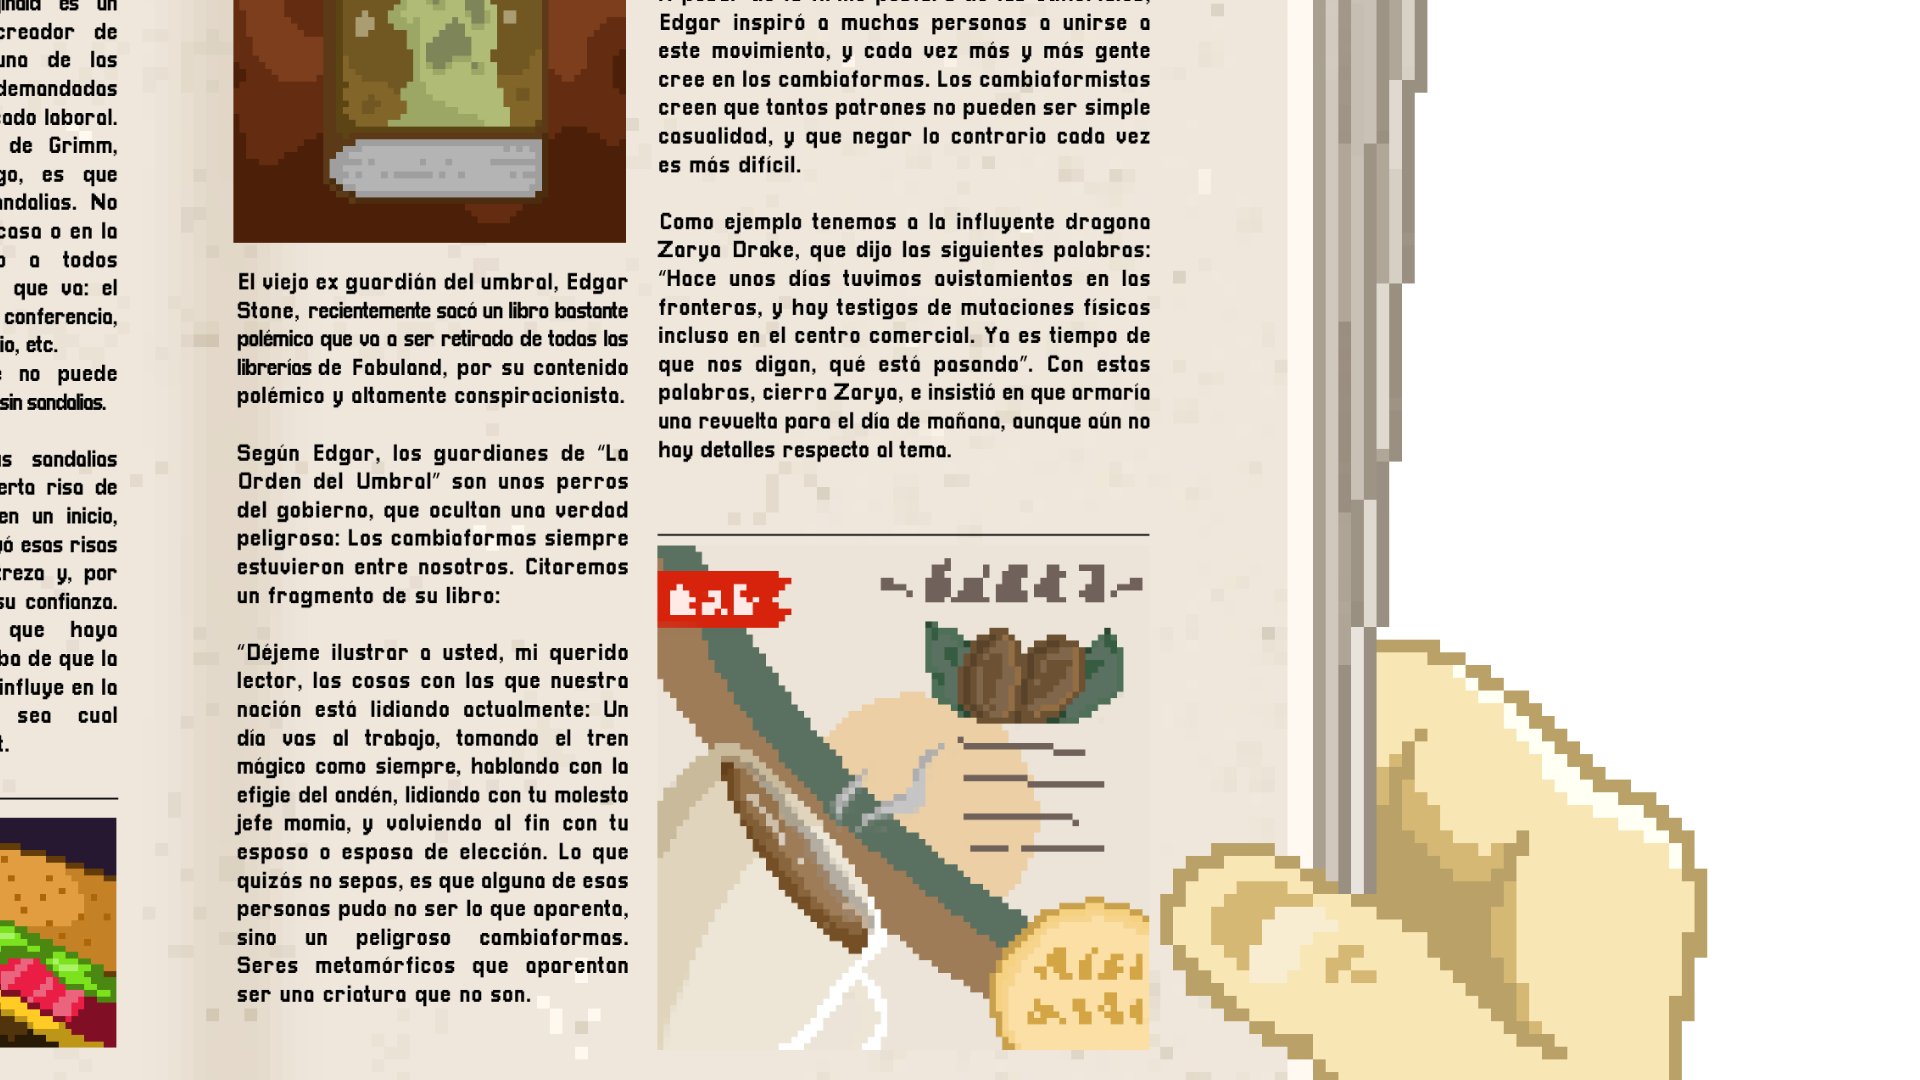 es un
creador de
una de las
demandadas
laboral.
de Grimm,
es que
sandalias. No
casa o en la
a todos
que va: el
conferencia,
etc.
no puede
sin sandalias.
sandalias
risa de
en un inicio,
esas risas
y, por
su confianza.
que haya
de que la
influye en la
sea cual
El viejo ex guardián del umbral, Edgar
Stone, recientemente sacó un libro bastante
polémico que va a ser retirado de todas las
librerías de Fabuland, por su contenido
polémico y altamente conspiracionista.
Según Edgar, los guardianes de “La
Orden del Umbral” son unos perros
del gobierno, que ocultan una verdad
peligrosa: Los cambiaformas siempre
estuvieron entre nosotros. Citaremos
un fragmento de su libro:
“Déjeme ilustrar a usted, mi querido
lector, las cosas con las que nuestra
nación está lidiando actualmente: Un
día vas al trabajo, tomando el tren
mágico como siempre, hablando con la
efigie del andén, lidiando con tu molesto
jefe momia, y volviendo al fin con tu
esposo o esposa de elección. Lo que
quizás no sepas, es que alguna de esas
personas pudo no ser lo que aparenta,
sino un peligroso cambiaformas.
Seres metamórficos que aparentan
ser una criatura que no son.
Edgar inspiró a muchas personas a unirse a
este movimiento, y cada vez más y más gente
cree en los cambiaformas. Los cambiaformistas
creen que tantos patrones no pueden ser simple
casualidad, y que negar lo contrario cada vez
es más difícil.
Como ejemplo tenemos a la influyente dragona
Zarya Drake, que dijo las siguientes palabras:
“Hace unos días tuvimos avistamientos en las
fronteras, y hay testigos de mutaciones físicas
incluso en el centro comercial. Ya es tiempo de
que nos digan, qué está pasando”. Con estas
palabras, cierra Zarya, e insistió en que armaría
una revuelta para el día de mañana, aunque aún no
hay detalles respecto al tema.